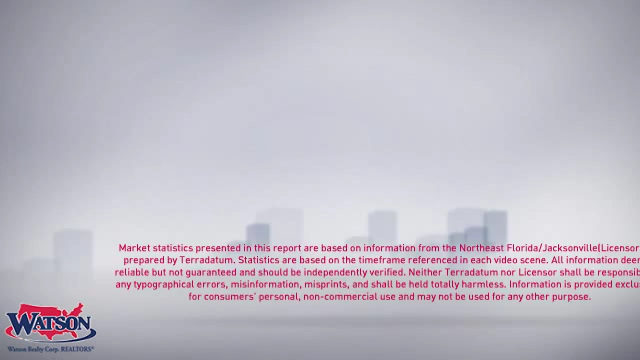 Market statistics presented in this report are based on information from the Northeast Florida/Jacksonville(Licensor
prepared by Terradatum. Statistics are based on the timeframe referenced in each video scene. All information
reliable but not guaranteed and should be independently verified. Neither Terradatum nor Licensor shall be
any typographical errors, misinformation, misprints, and shall be held totally harmless. Information is provided
for consumers' personal, non-commercial use and may not be used for any other purpose.
WATSON
Watson Realty Corp. REALTORS®